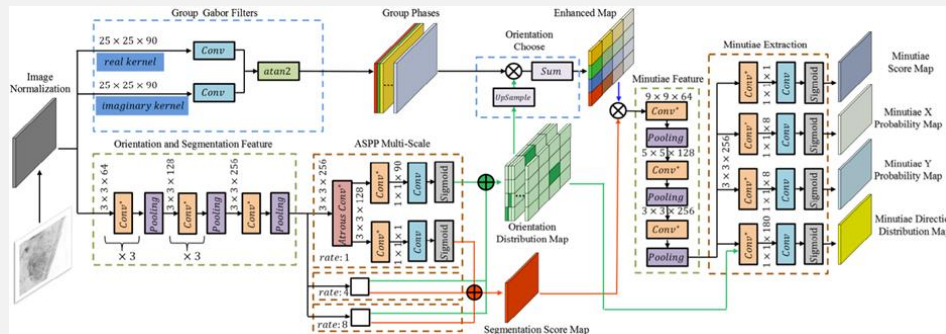 Group Gabor Filters
25 × 25 × 90
real kernel
Conv
25 × 25 × 90
imaginary kernel
Conv
atan2
Group Phases
Enhanced Map
Orientation
Choose
Sum
UpSample
Image
Normalization
Orientation and Segmentation Feature
3 × 3 × 64
Conv*
Pooling
3 × 3 × 128
Conv*
Pooling
3 × 3 × 256
Conv*
Pooling
× 3
× 3
ASPP Multi-Scale
3 × 3 × 256
Atrous Conv*
3 × 3 × 128
Conv*
1 × 1 × 90
Conv
Sigmoid
Conv*
1 × 1 × 1
Conv
Sigmoid
rate: 1
rate: 4
rate: 8
Orientation
Distribution Map
Segmentation Score Map
Minutiae Feature
9 × 9 × 64
Conv*
Pooling
5 × 5 × 128
Conv*
Pooling
3 × 3 × 256
Conv*
Pooling
Minutiae Extraction
3 × 3 × 256
Conv*
1 × 1 × 1
Conv
Sigmoid
Conv*
1 × 1 × 8
Conv
Sigmoid
Conv*
1 × 1 × 8
Conv
Sigmoid
Conv*
1 × 1 × 180
Conv
Sigmoid
Minutiae
Score Map
Minutiae X
Probability Map
Minutiae Y
Probability Map
Minutiae Direction
Distribution Map